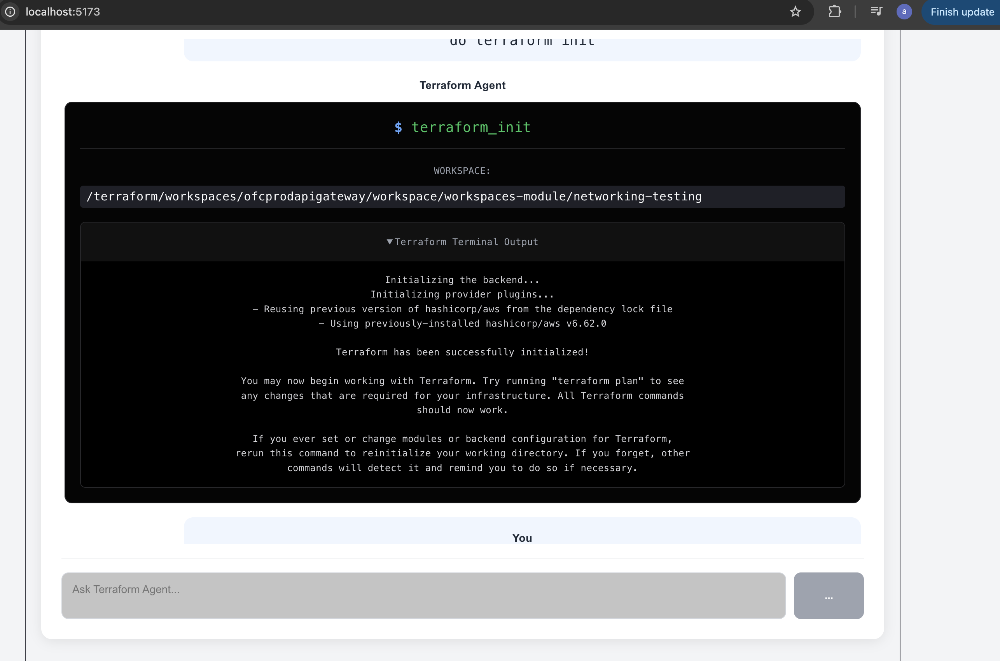 localhost:5173
a
Finish update
do terraform init
Terraform Agent
$ terraform_init
WORKSPACE:
/terraform/workspaces/ofcprodapigateway/workspace/workspaces-module/networking-testing
▼Terraform Terminal Output
Initializing the backend...
Initializing provider plugins...
- Reusing previous version of hashicorp/aws from the dependency lock file
- Using previously-installed hashicorp/aws v6.62.0
Terraform has been successfully initialized!
You may now begin working with Terraform. Try running "terraform plan" to see
any changes that are required for your infrastructure. All Terraform commands
should now work.
If you ever set or change modules or backend configuration for Terraform,
rerun this command to reinitialize your working directory. If you forget, other
commands will detect it and remind you to do so if necessary.
You
Ask Terraform Agent...
...